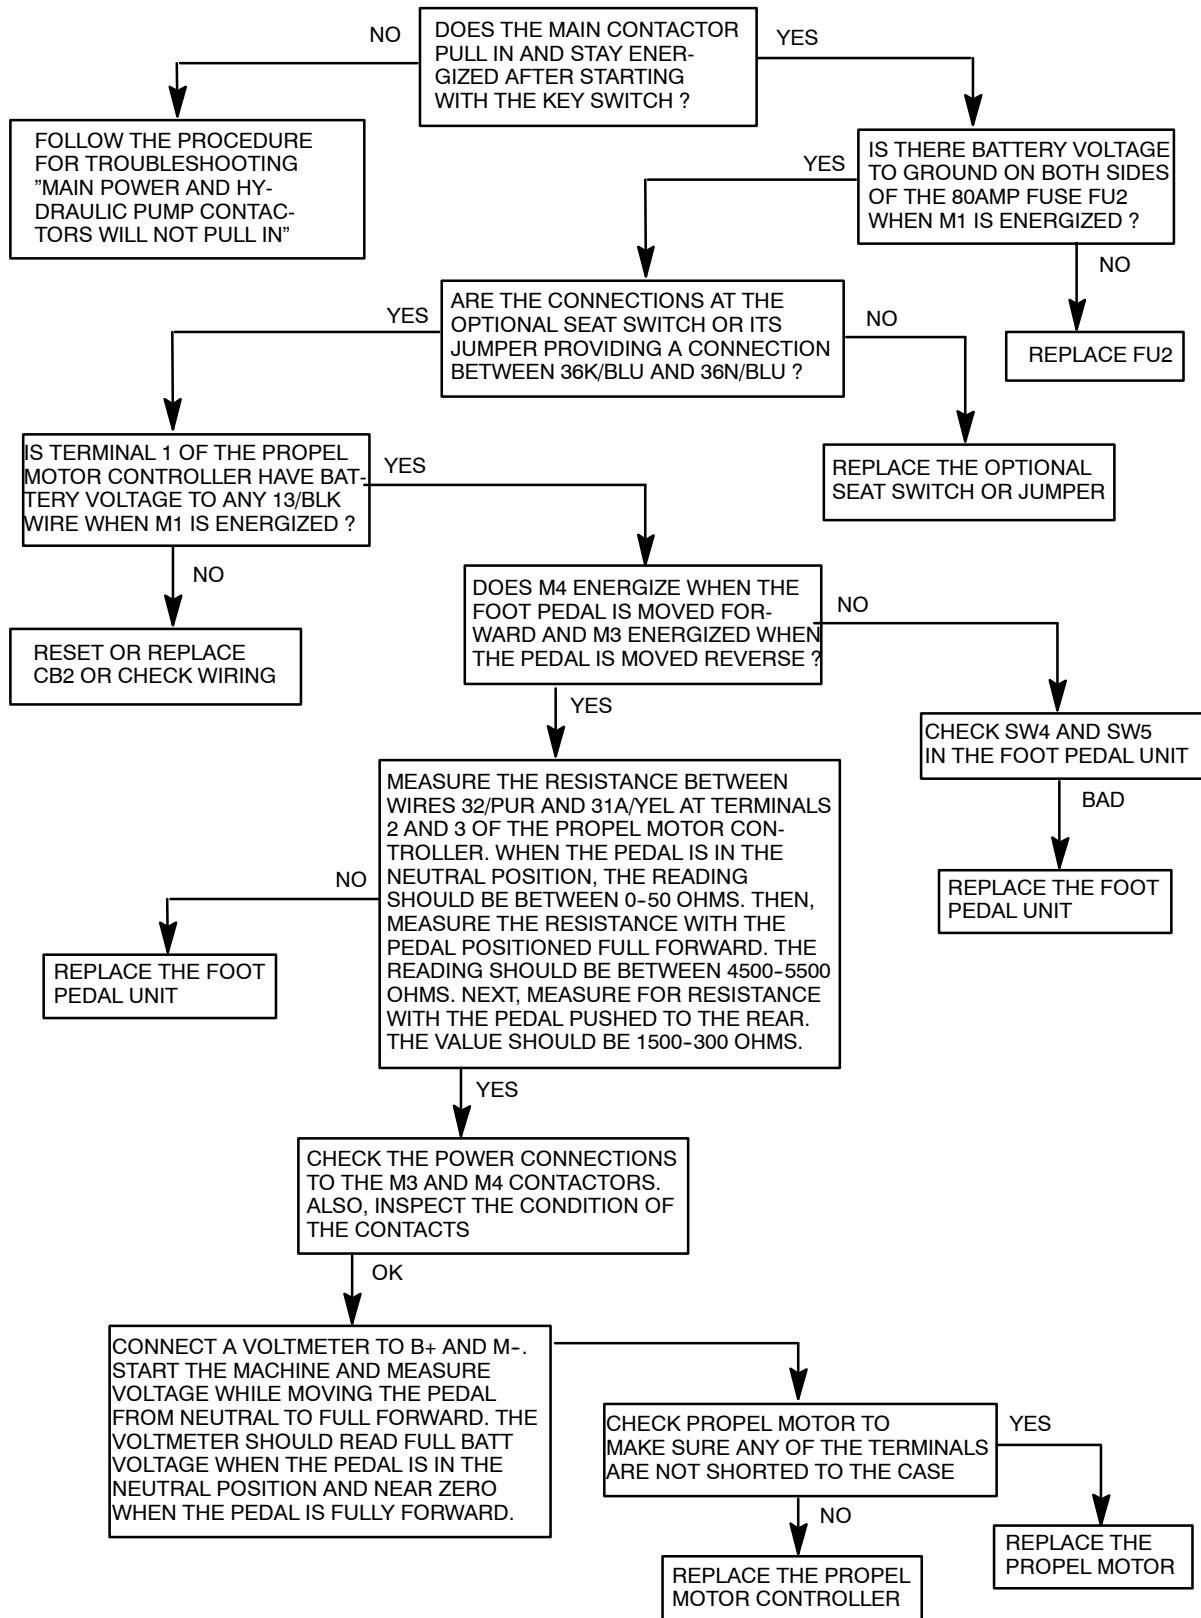 NO
DOES THE MAIN CONTACTOR
PULL IN AND STAY ENER-
GIZED AFTER STARTING
WITH THE KEY SWITCH ?
YES
FOLLOW THE PROCEDURE
FOR TROUBLESHOOTING
”MAIN POWER AND HY-
DRAULIC PUMP CONTAC-
TORS WILL NOT PULL IN”
YES
IS THERE BATTERY VOLTAGE
TO GROUND ON BOTH SIDES
OF THE 80AMP FUSE FU2
WHEN M1 IS ENERGIZED ?
NO
REPLACE FU2
YES
ARE THE CONNECTIONS AT THE
OPTIONAL SEAT SWITCH OR ITS
JUMPER PROVIDING A CONNECTION
BETWEEN 36K/BLU AND 36N/BLU ?
NO
REPLACE THE OPTIONAL
SEAT SWITCH OR JUMPER
IS TERMINAL 1 OF THE PROPEL
MOTOR CONTROLLER HAVE BAT-
TERY VOLTAGE TO ANY 13/BLK
WIRE WHEN M1 IS ENERGIZED ?
YES
NO
RESET OR REPLACE
CB2 OR CHECK WIRING
DOES M4 ENERGIZE WHEN THE
FOOT PEDAL IS MOVED FOR-
WARD AND M3 ENERGIZED WHEN
THE PEDAL IS MOVED REVERSE ?
NO
YES
CHECK SW4 AND SW5
IN THE FOOT PEDAL UNIT
BAD
REPLACE THE FOOT
PEDAL UNIT
MEASURE THE RESISTANCE BETWEEN
WIRES 32/PUR AND 31A/YEL AT TERMINALS
2 AND 3 OF THE PROPEL MOTOR CON-
TROLLER. WHEN THE PEDAL IS IN THE
NEUTRAL POSITION, THE READING
SHOULD BE BETWEEN 0-50 OHMS. THEN,
MEASURE THE RESISTANCE WITH THE
PEDAL POSITIONED FULL FORWARD. THE
READING SHOULD BE BETWEEN 4500-5500
OHMS. NEXT, MEASURE FOR RESISTANCE
WITH THE PEDAL PUSHED TO THE REAR.
THE VALUE SHOULD BE 1500-300 OHMS.
NO
REPLACE THE FOOT
PEDAL UNIT
YES
CHECK THE POWER CONNECTIONS
TO THE M3 AND M4 CONTACTORS.
ALSO, INSPECT THE CONDITION OF
THE CONTACTS
OK
CONNECT A VOLTMETER TO B+ AND M-.
START THE MACHINE AND MEASURE
VOLTAGE WHILE MOVING THE PEDAL
FROM NEUTRAL TO FULL FORWARD. THE
VOLTMETER SHOULD READ FULL BATT
VOLTAGE WHEN THE PEDAL IS IN THE
NEUTRAL POSITION AND NEAR ZERO
WHEN THE PEDAL IS FULLY FORWARD.
CHECK PROPEL MOTOR TO
MAKE SURE ANY OF THE TERMINALS
ARE NOT SHORTED TO THE CASE
YES
NO
REPLACE THE
PROPEL MOTOR
REPLACE THE PROPEL
MOTOR CONTROLLER